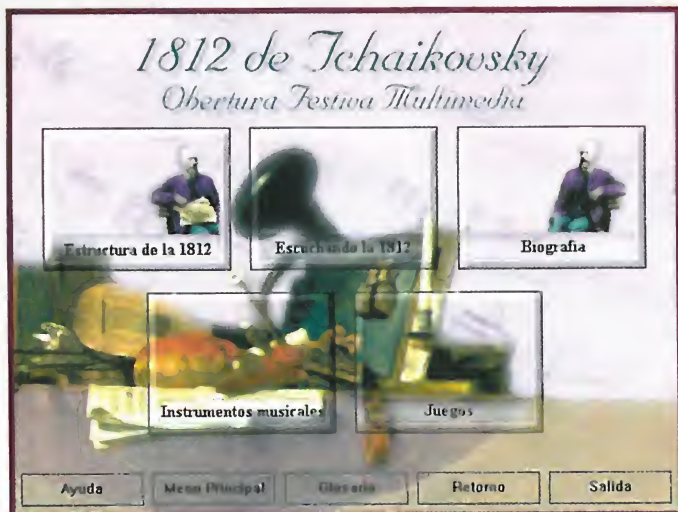 1812 de Tchaikovsky
Obertura Festiva Multimedia
Estructura de la 1812
Escuchando la 1812
Biografia
Instrumentos musicales
Juegos
Ayuda
Menu Principal
Glosario
Retorno
Salida